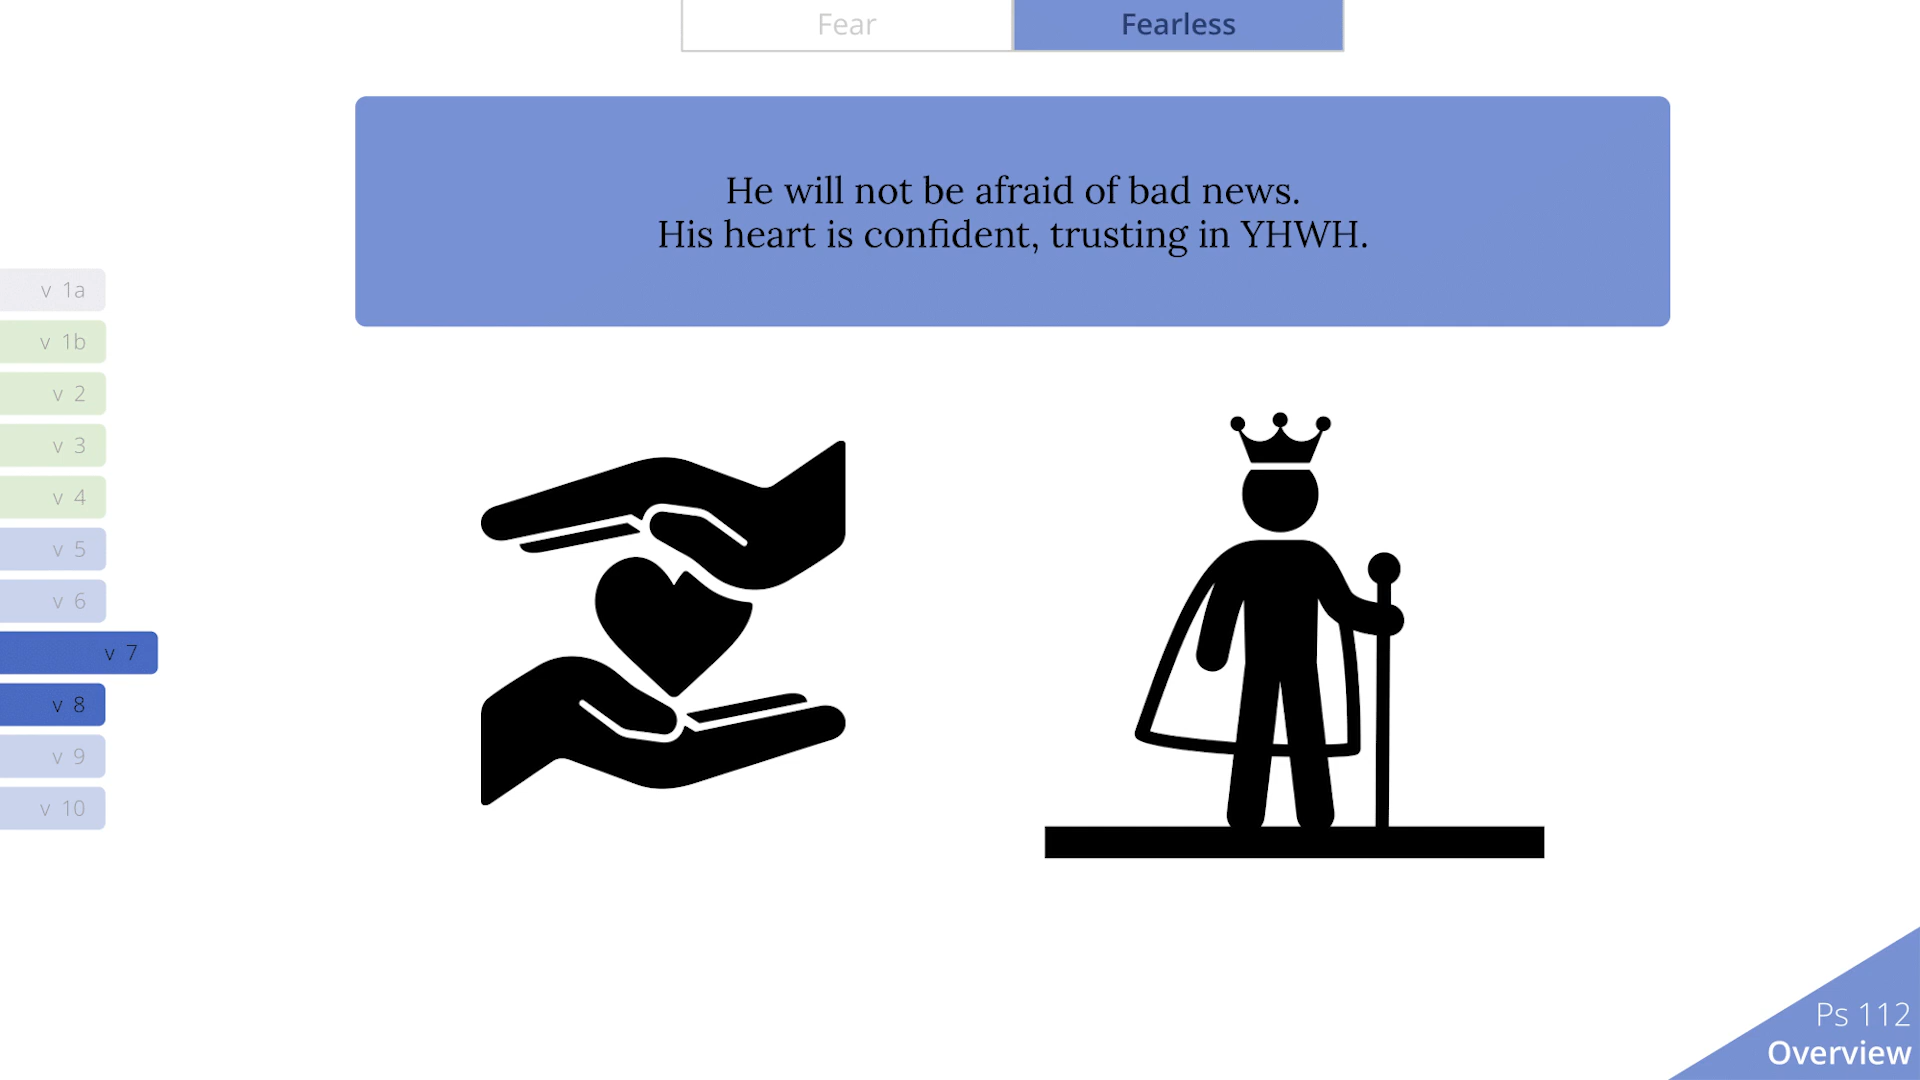 Fear
Fearless
He will not be afraid of bad news.
His heart is confident, trusting in YHWH.
v 1a
v 1b
v 2
v 3
v 4
v 5
v 6
v 7
v 8
v 9
v 10
Ps 112
Overview